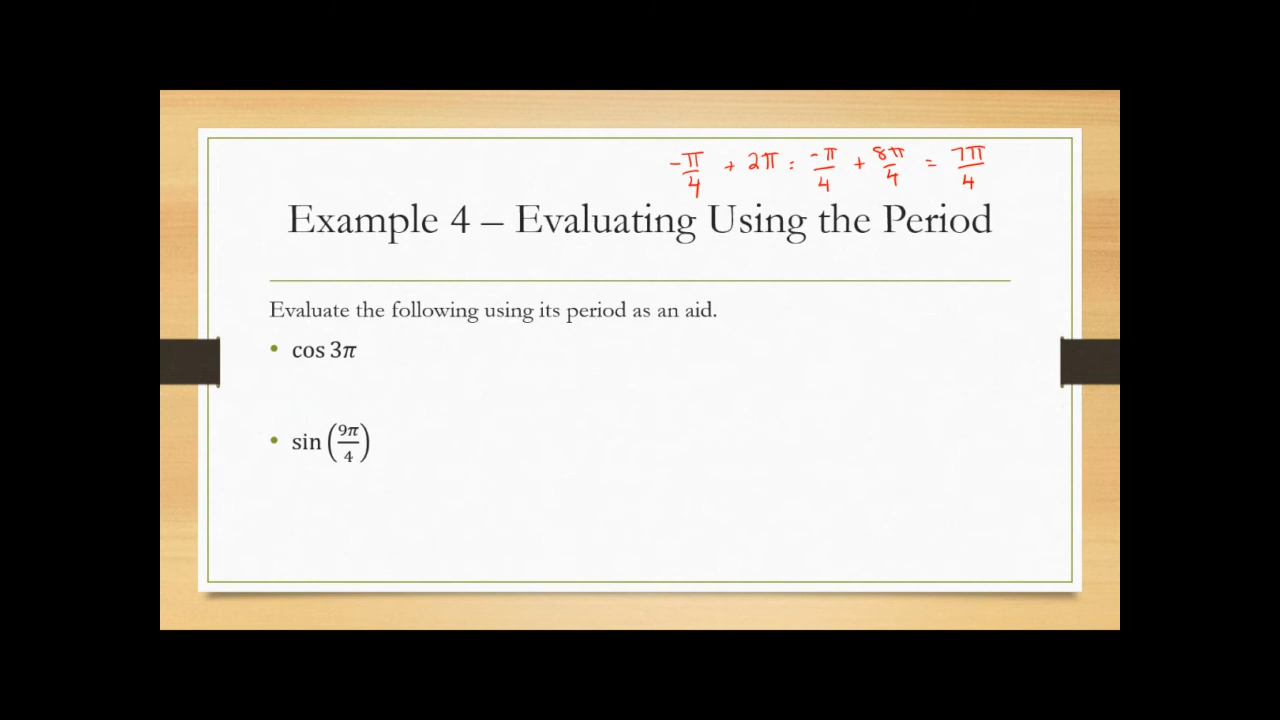 -π/4 + 2π = -π/4 + 8π/4 = 7π/4
Example 4 – Evaluating Using the Period
Evaluate the following using its period as an aid.
• cos 3π
• sin (9π/4)